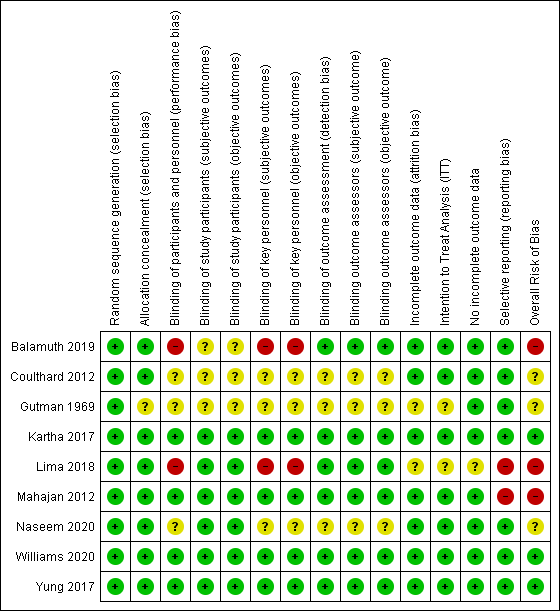 Random sequence generation (selection bias)
Allocation concealment (selection bias)
Blinding of participants and personnel (performance bias)
Blinding of study participants (subjective outcomes)
Blinding of study participants (objective outcomes)
Blinding of key personnel (subjective outcomes)
Blinding of key personnel (objective outcomes)
Blinding of outcome assessment (detection bias)
Blinding outcome assessors (subjective outcome)
Blinding outcome assessors (objective outcome)
Incomplete outcome data (attrition bias)
Intention to Treat Analysis (ITT)
No incomplete outcome data
Selective reporting (reporting bias)
Overall Risk of Bias
Balamuth 2019 + + - ? ? - - + + + + + + + -
Coulthard 2012 + + ? ? ? ? ? ? ? ? + + + + ?
Gutman 1969 + ? ? ? ? ? ? ? ? ? ? ? + + ?
Kartha 2017 + + + + + + + + + + + + + + +
Lima 2018 + + - + + - - + + + ? ? ? - -
Mahajan 2012 + + + + + + + + + + + + + - -
Naseem 2020 + + ? + + ? ? ? ? ? + + + + ?
Williams 2020 + + + + + + + + + + + + + + +
Yung 2017 + + + + + + + + + + + + + + +